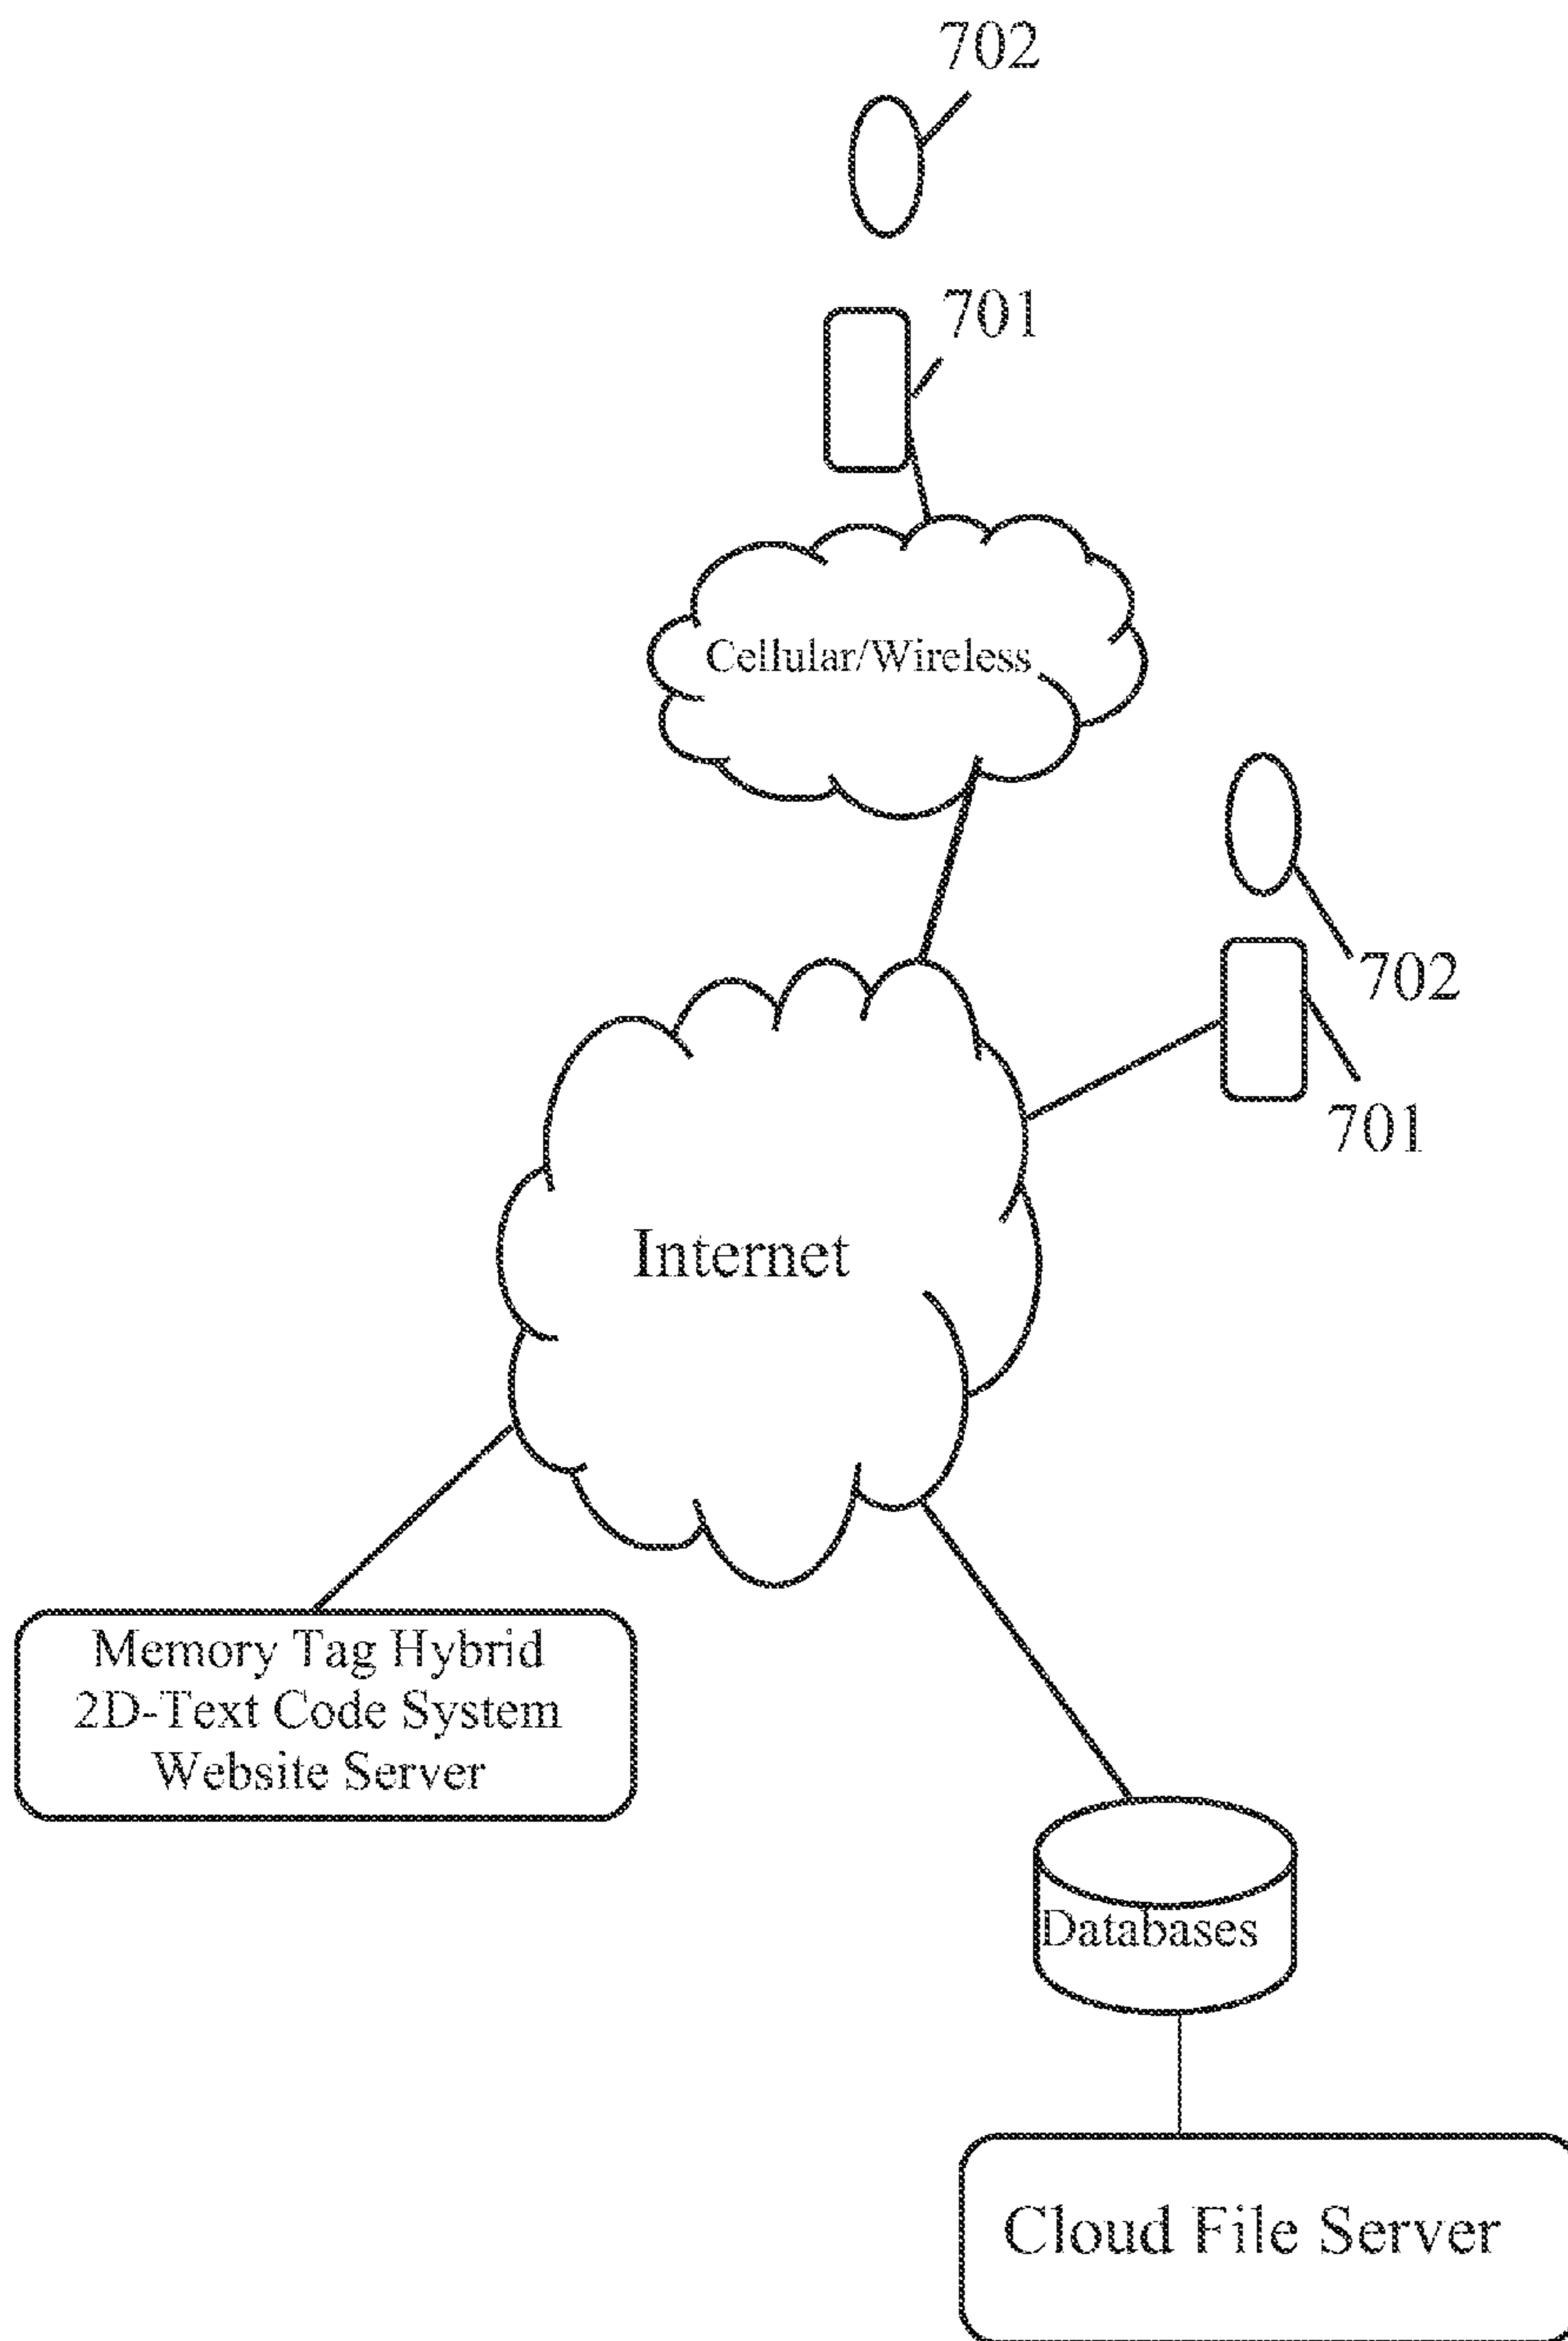 702
701
Cellular/Wireless
702
701
Internet
Memory Tag Hybrid
2D-Text Code System
Website Server
Databases
Cloud File Server